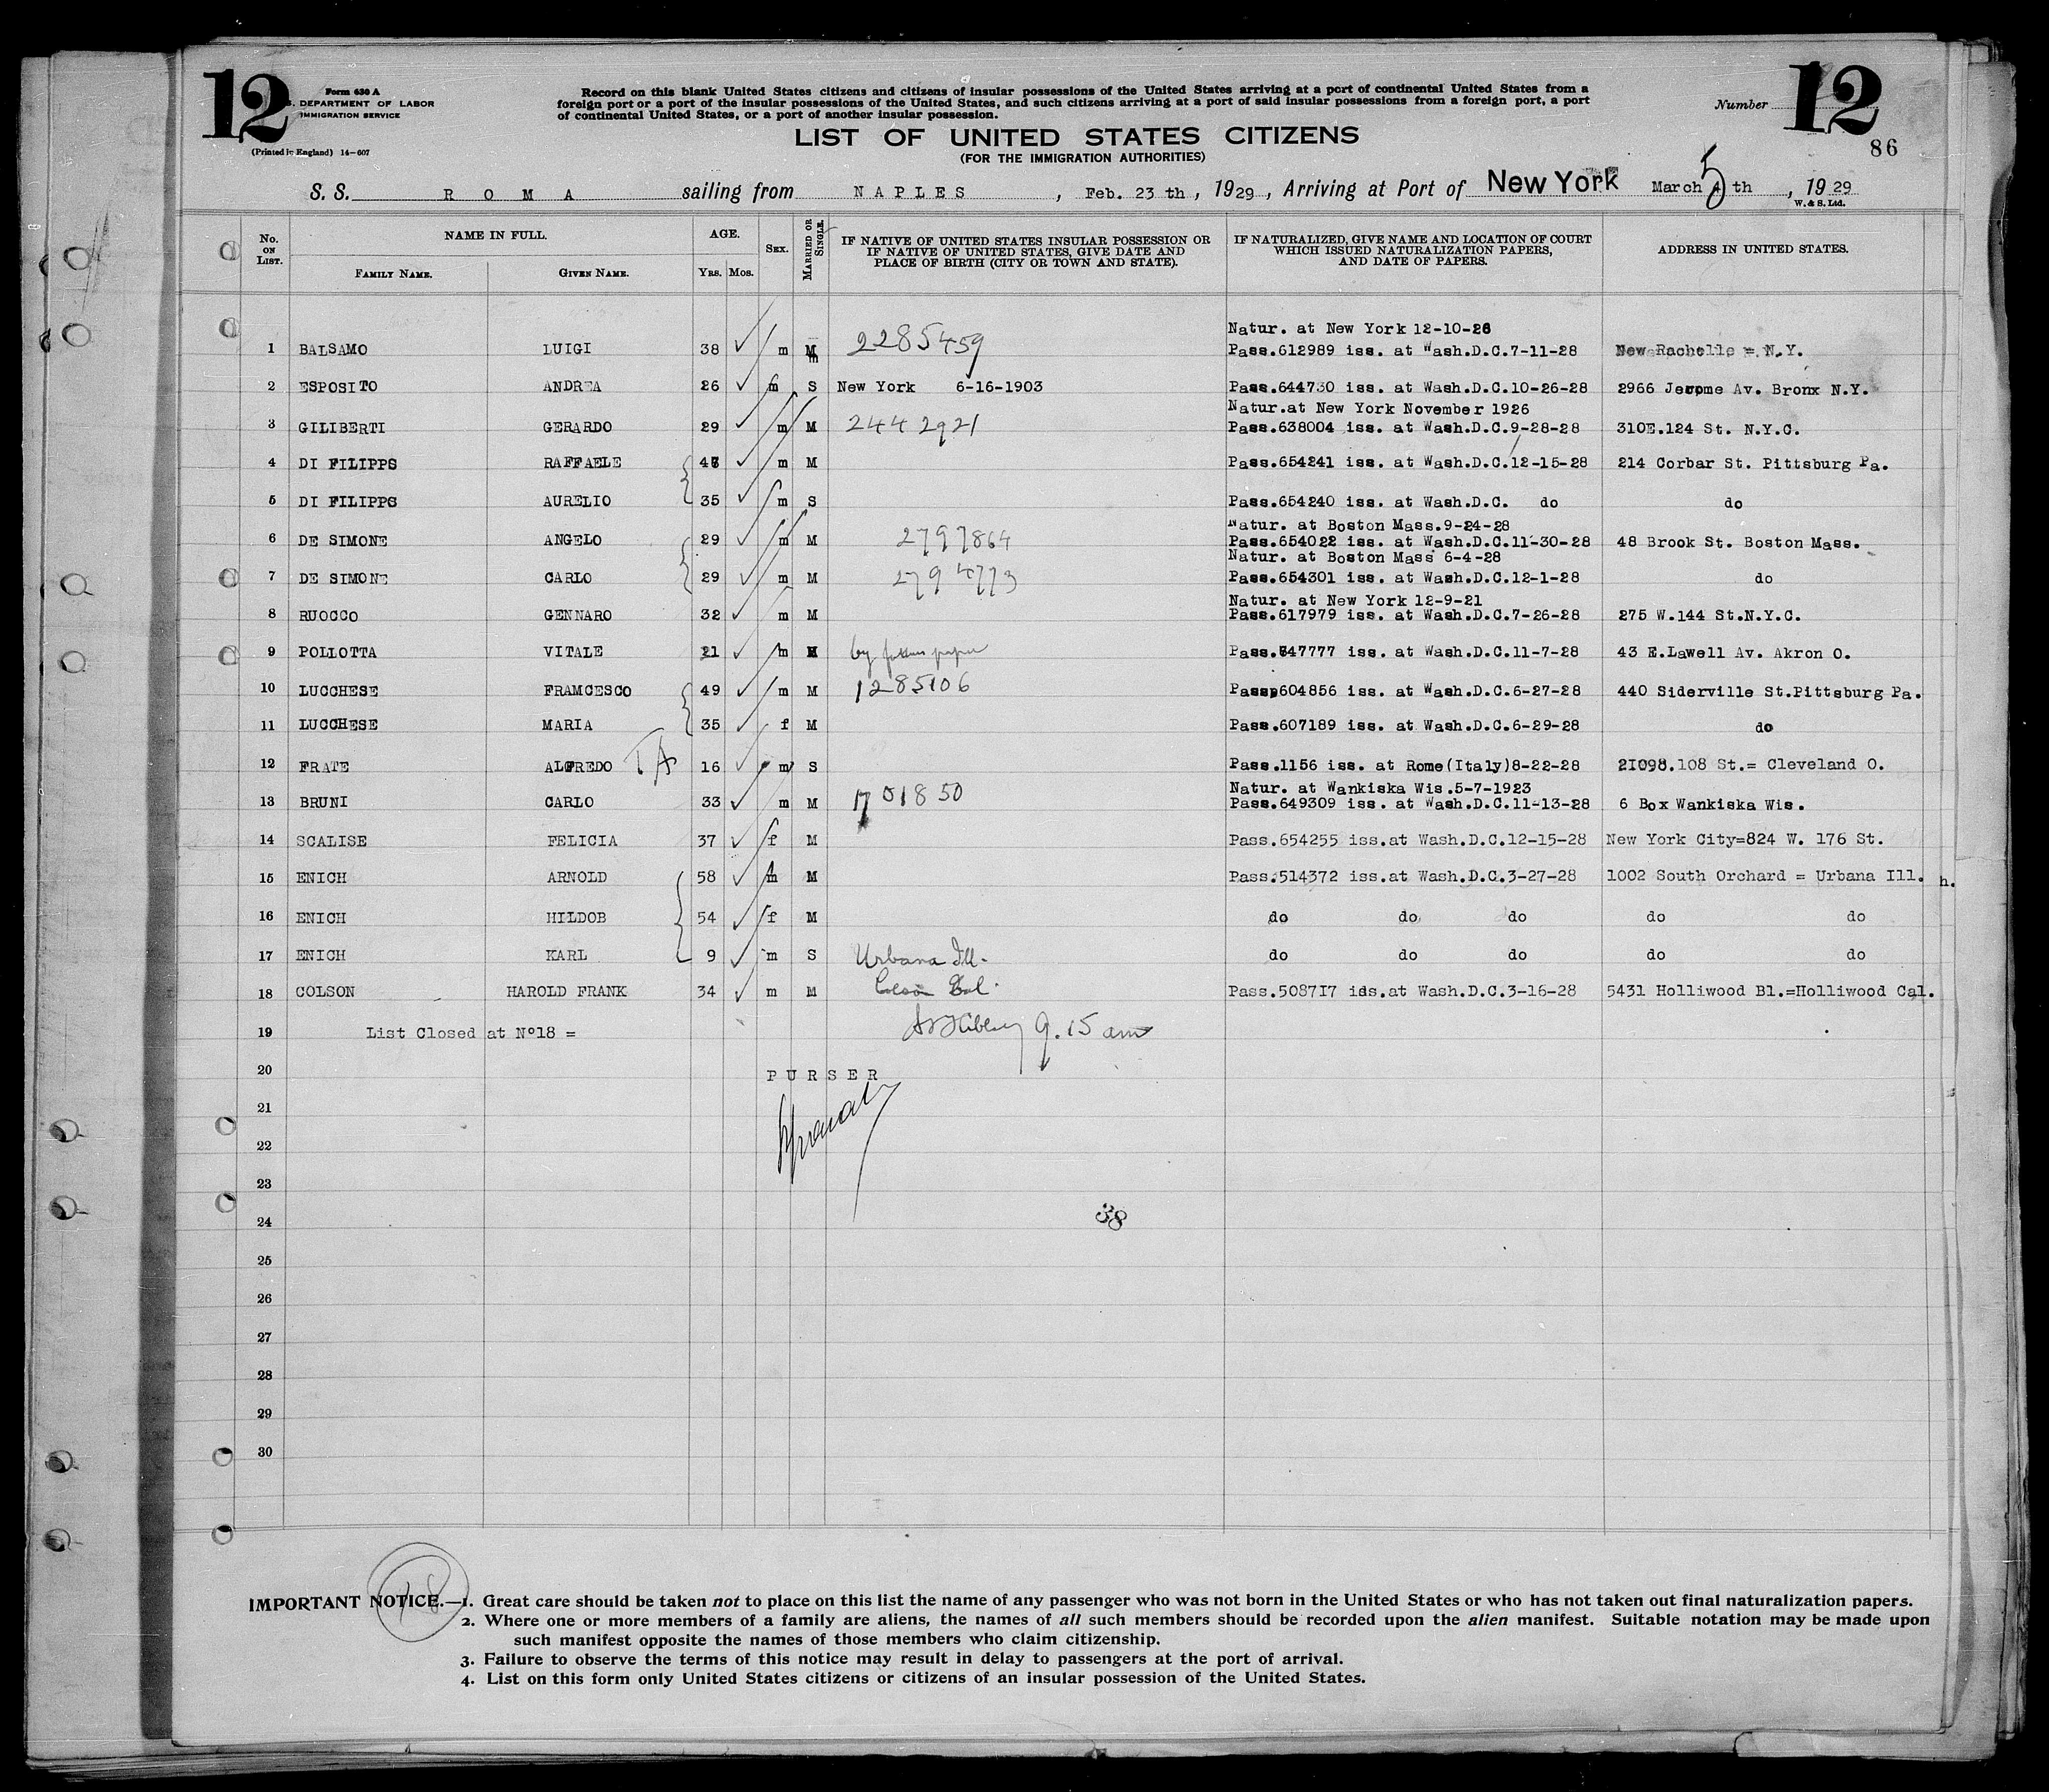 12
Form 630 A
U.S. DEPARTMENT OF LABOR
IMMIGRATION SERVICE
(Printed in England) 14—607
Record on this blank United States citizens and citizens of insular possessions of the United States arriving at a port of continental United States from a
foreign port or a port of the insular possessions of the United States, and such citizens arriving at a port of said insular possessions from a foreign port, a port
of continental United States, or a port of another insular possession.
LIST OF UNITED STATES CITIZENS
(FOR THE IMMIGRATION AUTHORITIES)
Number 12
86
S. S. ROMA sailing from NAPLES, Feb. 23 th, 1929, Arriving at Port of New York March 5 th, 1929
W. & S. Ltd.
No. ON LIST. NAME IN FULL. AGE. SEX. MARRIED OR SINGLE. IF NATIVE OF UNITED STATES INSULAR POSSESSION OR IF NATIVE OF UNITED STATES, GIVE DATE AND PLACE OF BIRTH (CITY OR TOWN AND STATE). IF NATURALIZED, GIVE NAME AND LOCATION OF COURT WHICH ISSUED NATURALIZATION PAPERS, AND DATE OF PAPERS. ADDRESS IN UNITED STATES.
FAMILY NAME. GIVEN NAME. YRS. MOS.
Natur. at New York 12-10-26
1 BALSAMO LUIGI 38 m M 2285459 Pass.612989 iss. at Wash.D.C.7-11-28 New Rachelle = N.Y.
2 ESPOSITO ANDREA 26 m S New York 6-16-1903 Pass.644730 iss. at Wash.D.C.10-26-28 2966 Jerome Av. Bronx N.Y.
Natur.at New York November 1926
3 GILIBERTI GERARDO 29 m M 2442921 Pass.638004 iss. at Wash.D.C.9-28-28 310E.124 St. N.Y.C.
4 DI FILIPPS RAFFAELE m M Pass.654241 iss. at Wash.D.C.12-15-28 214 Corbar St. Pittsburg Pa.
5 DI FILIPPS AURELIO 35 m S Pass.654240 iss. at Wash.D.C. do do
Natur. at Boston Mass.9-24-28
6 DE SIMONE ANGELO 29 m M 2797864 Pass.654022 iss. at Wash.D.C.11-30-28 48 Brook St. Boston Mass.
Natur. at Boston Mass 6-4-28
7 DE SIMONE CARLO 29 m M 2794773 Pass.654301 iss. at Wash.D.C.12-1-28 do
Natur. at New York 12-9-21
8 RUOCCO GENNARO 32 m M Pass.617979 iss. at Wash.D.C.7-26-28 275 W.144 St.N.Y.C.
9 POLLOTTA VITALE 21 m M by fathers paper Pass.647777 iss. at Wash.D.C.11-7-28 43 E.Lawell Av. Akron O.
10 LUCCHESE FRAMCESCO 49 m M 1285106 Passp604856 iss. at Wash.D.C.6-27-28 440 Siderville St.Pittsburg Pa.
11 LUCCHESE MARIA 35 f M Pass.607189 iss. at Wash.D.C.6-29-28 do
12 FRATE ALFREDO TA 16 m S Pass.1156 iss. at Rome(Italy)8-22-28 21098.108 St.= Cleveland O.
Natur. at Wankiska Wis.5-7-1923
13 BRUNI CARLO 33 m M 1701850 Pass.649309 iss. at Wash.D.C.11-13-28 6 Box Wankiska Wis.
14 SCALISE FELICIA 37 f M Pass.654255 iss.at Wash.D.C.12-15-28 New York City=824 W. 176 St.
15 ENICH ARNOLD 58 m M Pass.514372 iss.at Wash.D.C.3-27-28 1002 South Orchard = Urbana Ill. h.
16 ENICH HILDOB 54 f M do do do do do
17 ENICH KARL 9 m S Urbana Ill. do do do do do
18 COLSON HAROLD FRANK 34 m M Pass.508717 ids.at Wash.D.C.3-16-28 5431 Holliwood Bl.=Holliwood Cal.
19 List Closed at Nº18 = 9.15 am
20 PURSER
21
22
23
24 38
25
26
27
28
29
30
18
IMPORTANT NOTICE.—1. Great care should be taken not to place on this list the name of any passenger who was not born in the United States or who has not taken out final naturalization papers.
2. Where one or more members of a family are aliens, the names of all such members should be recorded upon the alien manifest. Suitable notation may be made upon
such manifest opposite the names of those members who claim citizenship.
3. Failure to observe the terms of this notice may result in delay to passengers at the port of arrival.
4. List on this form only United States citizens or citizens of an insular possession of the United States.